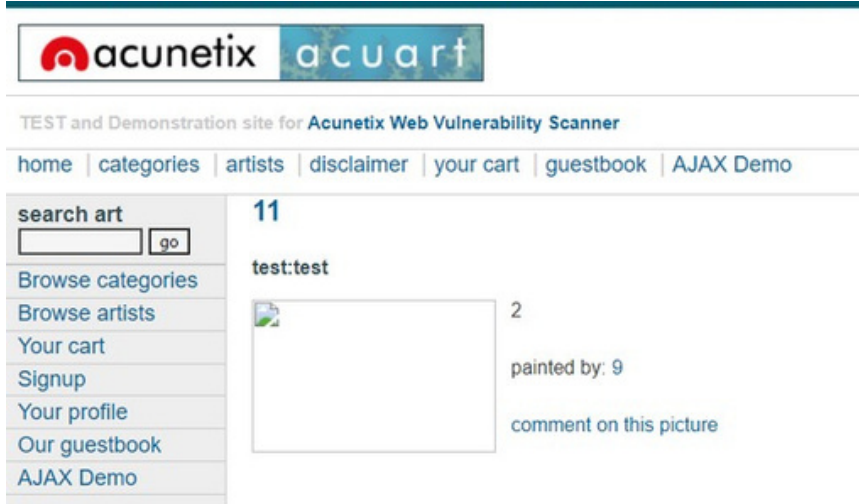 acunetix acuart
TEST and Demonstration site for Acunetix Web Vulnerability Scanner
home | categories | artists | disclaimer | your cart | guestbook | AJAX Demo
search art
go
Browse categories
Browse artists
Your cart
Signup
Your profile
Our guestbook
AJAX Demo
11
test:test
2
painted by: 9
comment on this picture